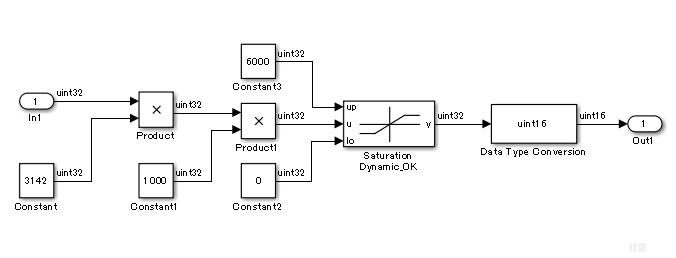 6000
uint32
Constant3
1
uint32
In1
×
uint32
Product
×
uint32
Product1
up
u
lo
y
uint32
Saturation
Dynamic_OK
uint16
uint16
Data Type Conversion
1
Out1
3142
uint32
Constant
1000
uint32
Constant1
0
uint32
Constant2